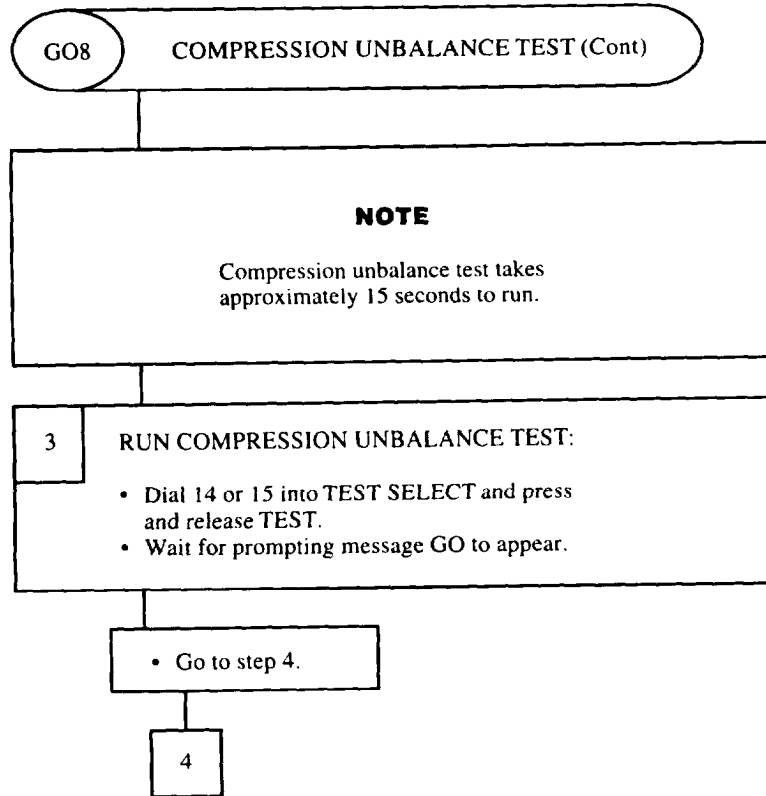 GO8 COMPRESSION UNBALANCE TEST (Cont)
NOTE
Compression unbalance test takes
approximately 15 seconds to run.
3 RUN COMPRESSION UNBALANCE TEST:
• Dial 14 or 15 into TEST SELECT and press
and release TEST.
• Wait for prompting message GO to appear.
• Go to step 4.
4